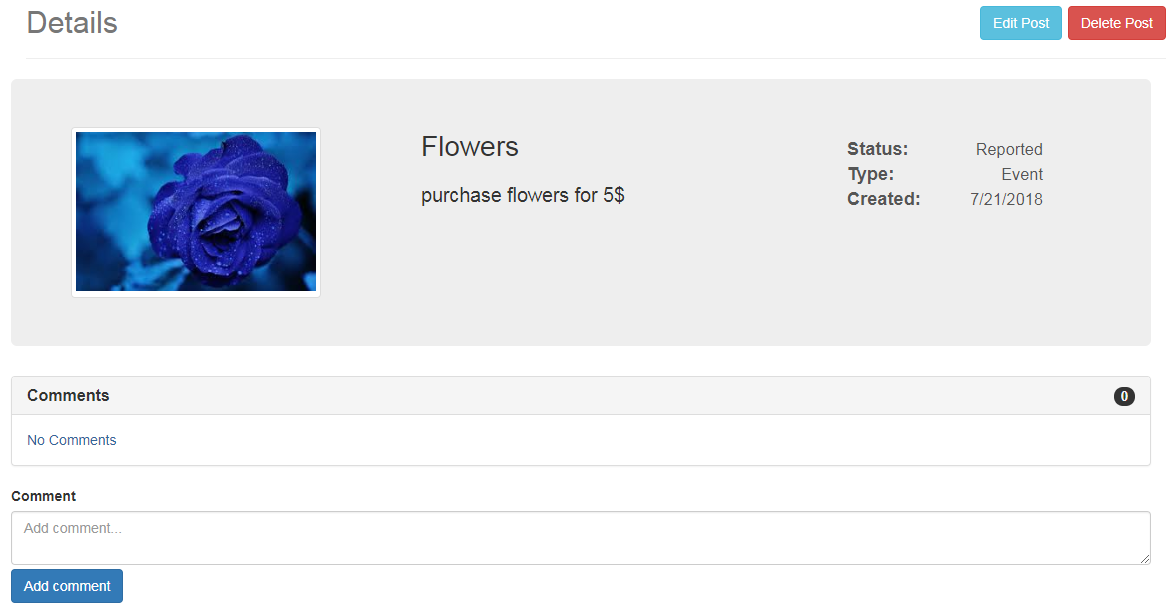 Details
Edit Post
Delete Post
Flowers
purchase flowers for 5$
Status: Reported
Type: Event
Created: 7/21/2018
Comments 0
No Comments
Comment
Add comment...
Add comment